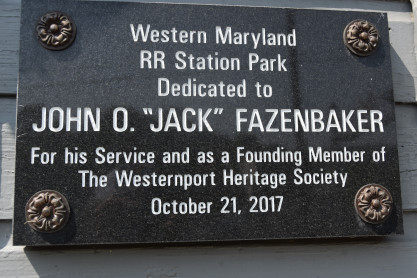 Western Maryland
RR Station Park
Dedicated to
JOHN O. "JACK" FAZENBAKER
For his Service and as a Founding Member of
The Westernport Heritage Society
October 21, 2017